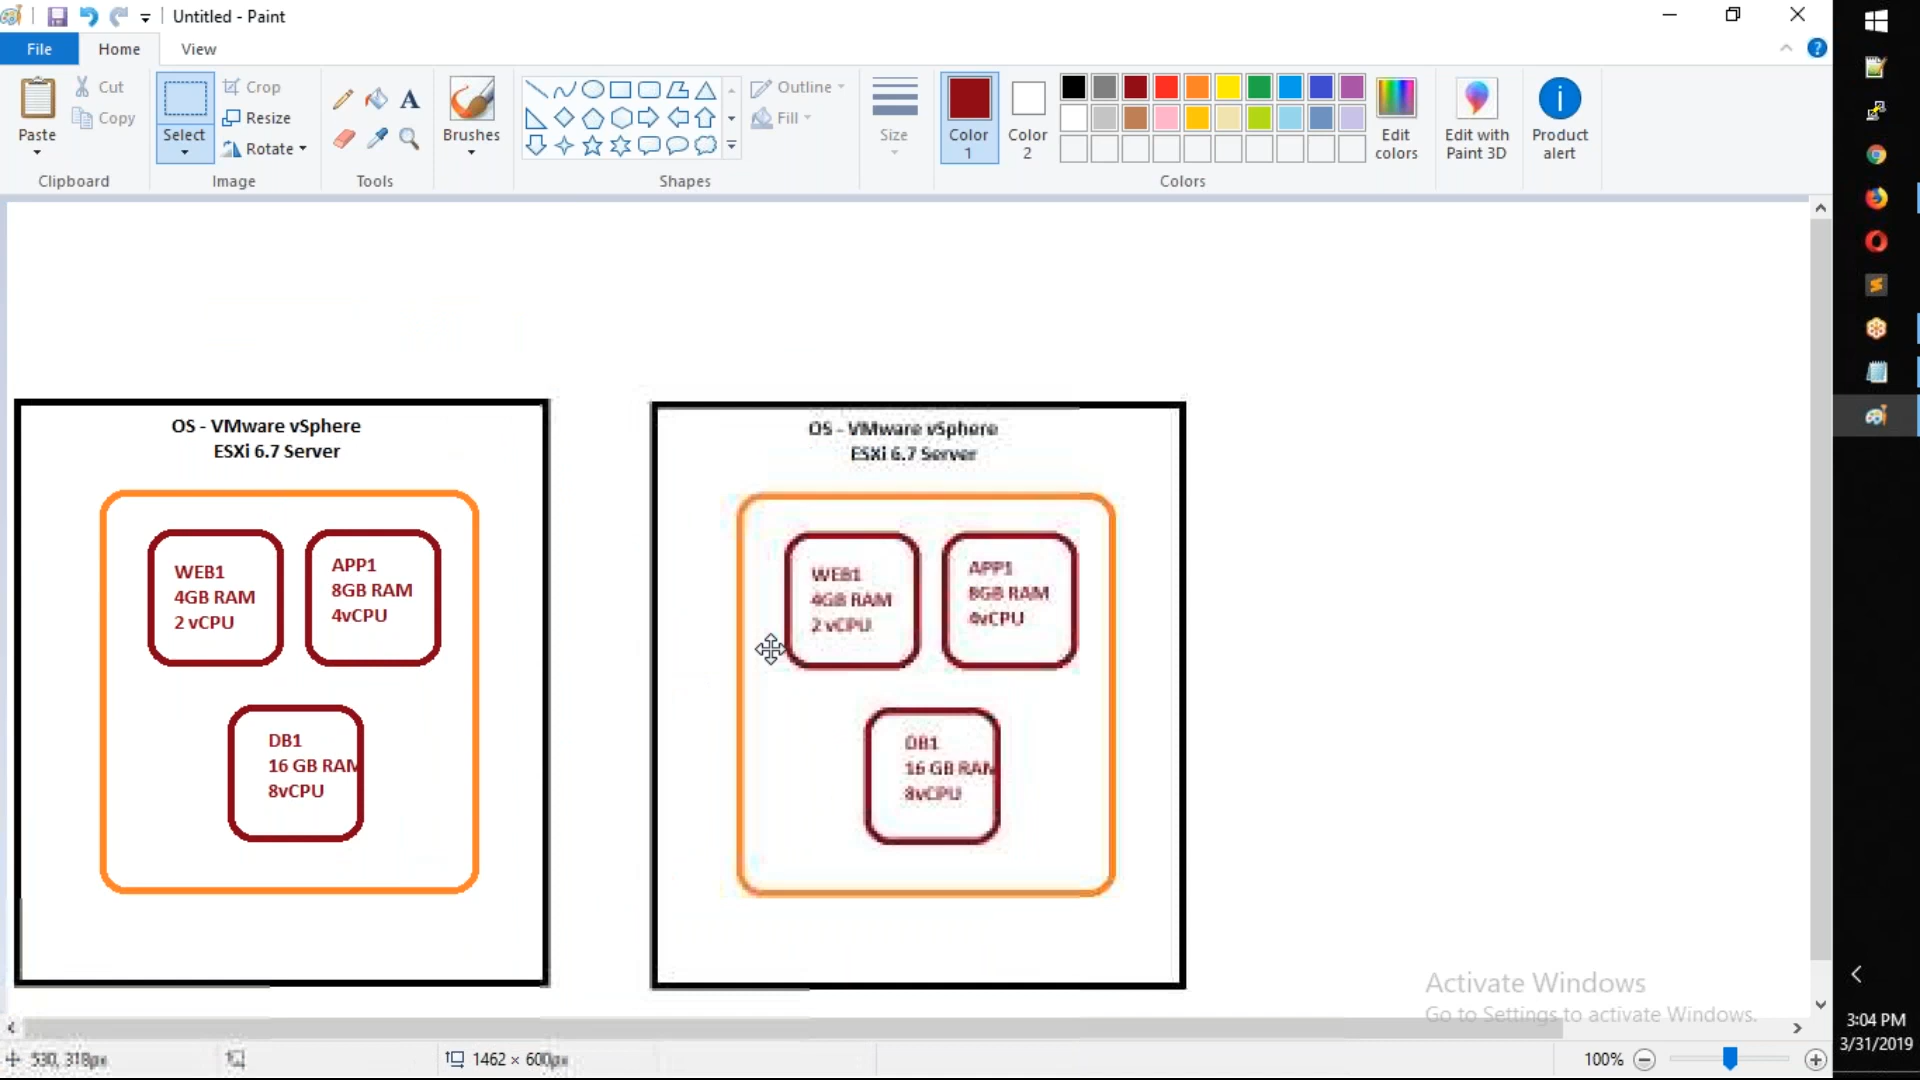 Untitled - Paint
File
Home
View
Paste
Cut
Copy
Clipboard
Select
Crop
Resize
Rotate
Image
Tools
Brushes
Shapes
Outline
Fill
Size
Color
1
Color
2
Edit
colors
Colors
Edit with
Paint 3D
Product
alert
OS - VMware vSphere
ESXi 6.7 Server
WEB1
4GB RAM
2 vCPU
APP1
8GB RAM
4vCPU
DB1
16 GB RAM
8vCPU
OS - VMware vSphere
ESXi 6.7 Server
WEB1
4GB RAM
2 vCPU
APP1
8GB RAM
4vCPU
DB1
16 GB RAM
8vCPU
Activate Windows
Go to Settings to activate Windows.
530, 318px
1462 × 600px
100%
3:04 PM
3/31/2019